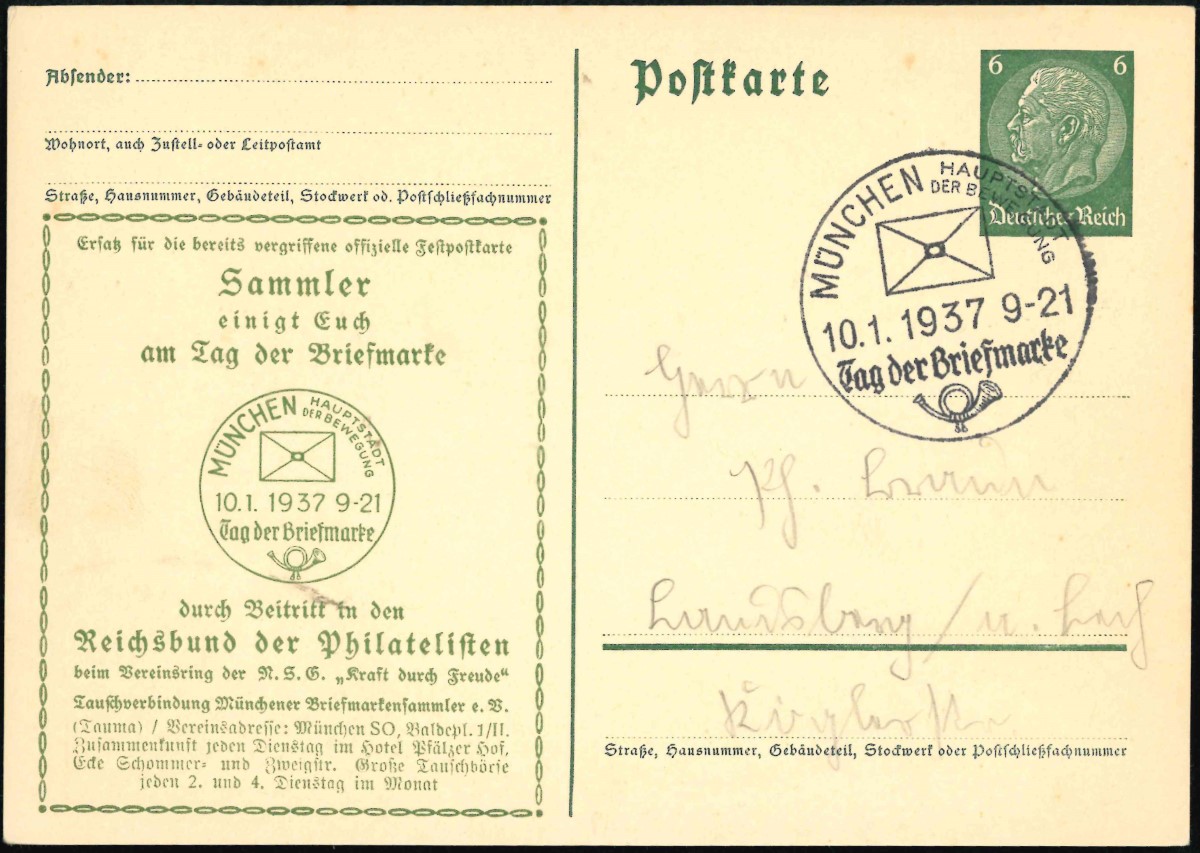 Absender:
Wohnort, auch Zustell- oder Leitpostamt
Straße, Hausnummer, Gebäudeteil, Stockwerk od. Postschließfachnummer
Ersatz für die bereits vergriffene offizielle Festpostkarte
Sammler
einigt Euch
am Tag der Briefmarke
MÜNCHEN
HAUPTSTADT
DER BEWEGUNG
10.1.1937 9-21
Tag der Briefmarke
durch Beitritt in den
Reichsbund der Philatelisten
beim Vereinsring der N.S.G. „Kraft durch Freude“
Tauschverbindung Münchener Briefmarkensammler e. V.
(Tauma) / Vereinsadresse: München SO, Baldepl. 1/II.
Zusammenkunft jeden Dienstag im Hotel Pfälzer Hof,
Ecke Schommer- und Zweigstr. Große Tauschbörse
jeden 2. und 4. Dienstag im Monat
Postkarte
6 6
Deutsches Reich
MÜNCHEN
HAUPTSTADT
DER BEWEGUNG
10.1.1937 9-21
Tag der Briefmarke
Herrn
Ph. Braun
Landsberg / a. Lech
Straße, Hausnummer, Gebäudeteil, Stockwerk oder Postschließfachnummer